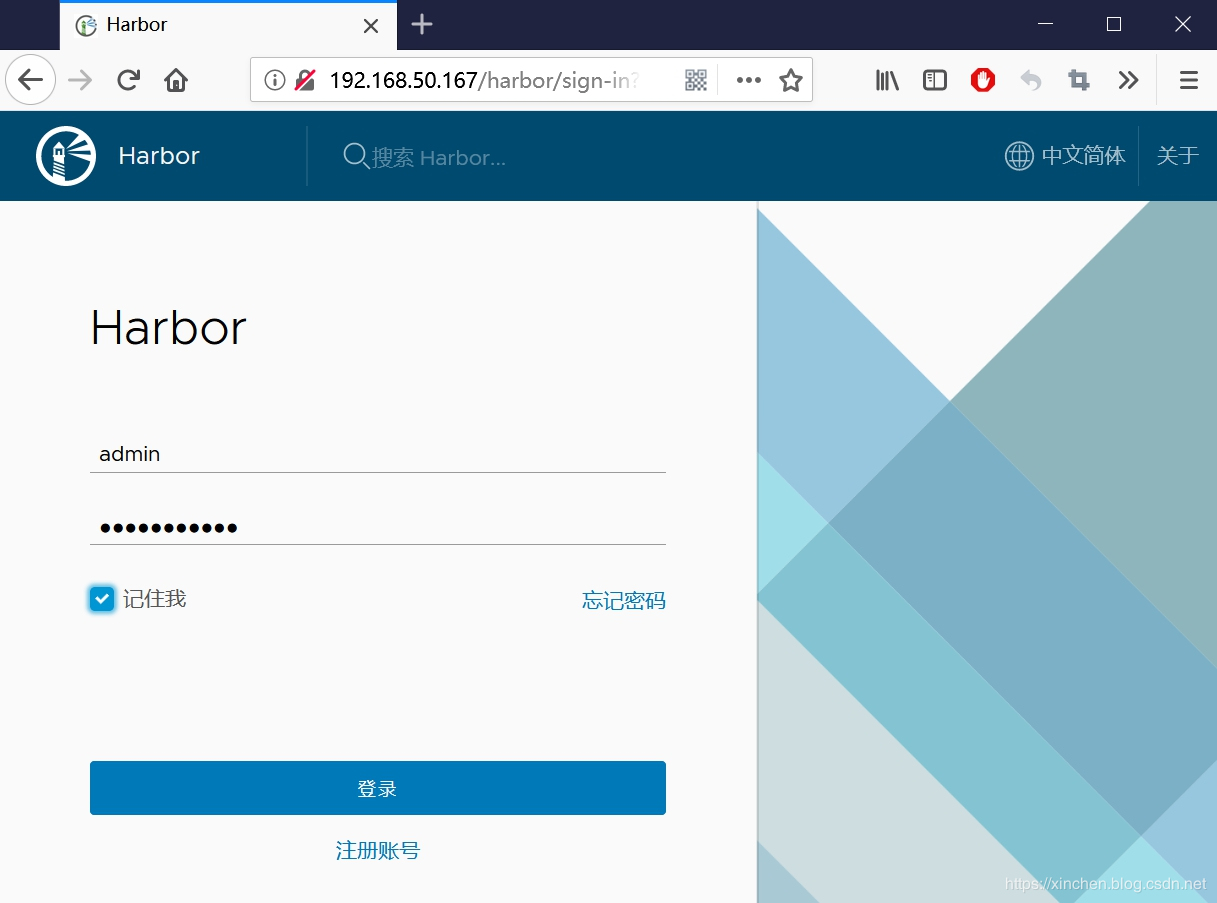 Harbor
192.168.50.167/harbor/sign-in?
Harbor
搜索 Harbor...
中文简体
关于
Harbor
admin
•••••••••••
记住我
忘记密码
登录
注册账号
https://xinchen.blog.csdn.net